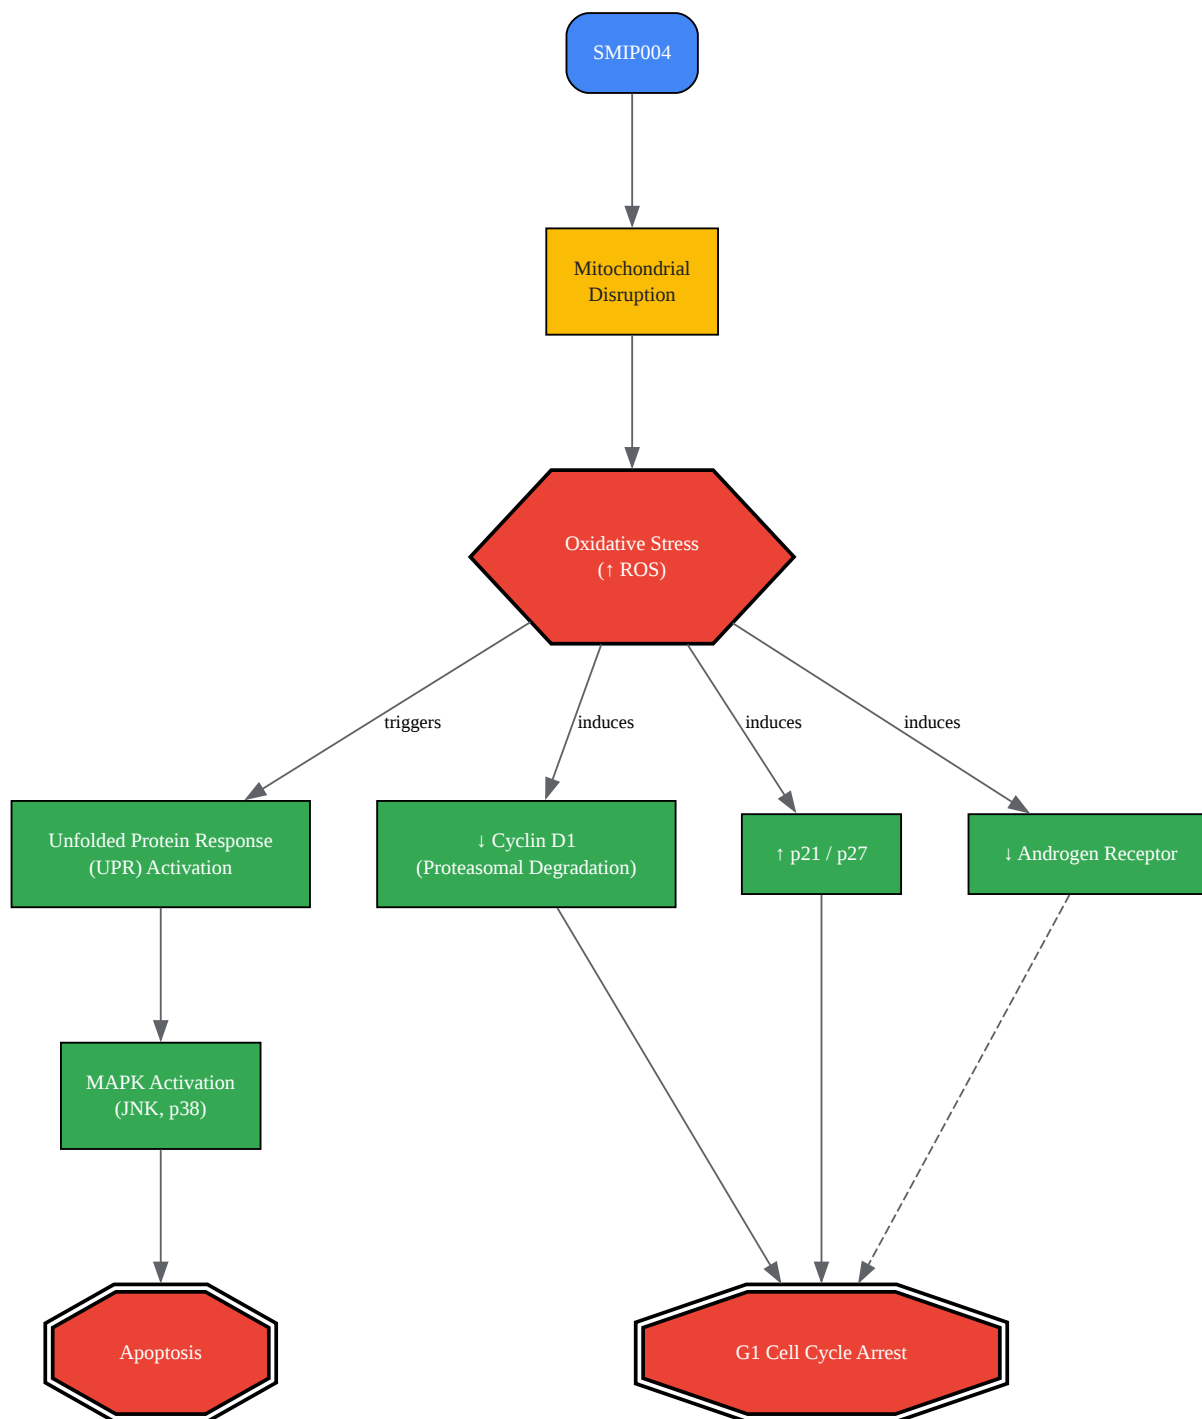 SMIP004
Mitochondrial
Disruption
Oxidative Stress
(↑ ROS)
triggers
induces
induces
induces
Unfolded Protein Response
(UPR) Activation
↓ Cyclin D1
(Proteasomal Degradation)
↑ p21 / p27
↓ Androgen Receptor
MAPK Activation
(JNK, p38)
Apoptosis
G1 Cell Cycle Arrest